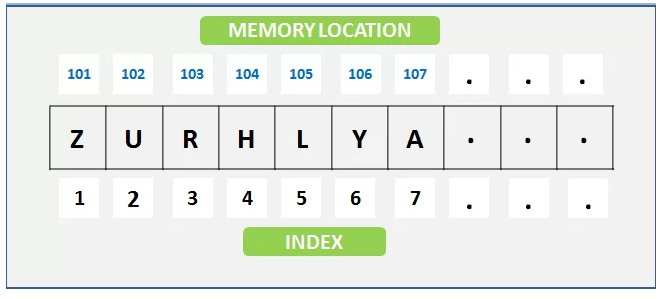 MEMORY LOCATION
101 102 103 104 105 106 107 . . .
Z U R H L Y A . . .
1 2 3 4 5 6 7 . . .
INDEX